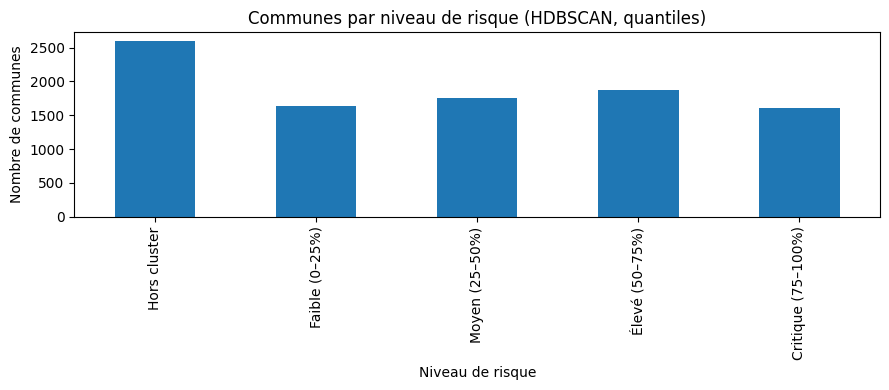 Communes par niveau de risque (HDBSCAN, quantiles)
Nombre de communes
2500
2000
1500
1000
500
0
Hors cluster
Faible (0–25%)
Moyen (25–50%)
Élevé (50–75%)
Critique (75–100%)
Niveau de risque